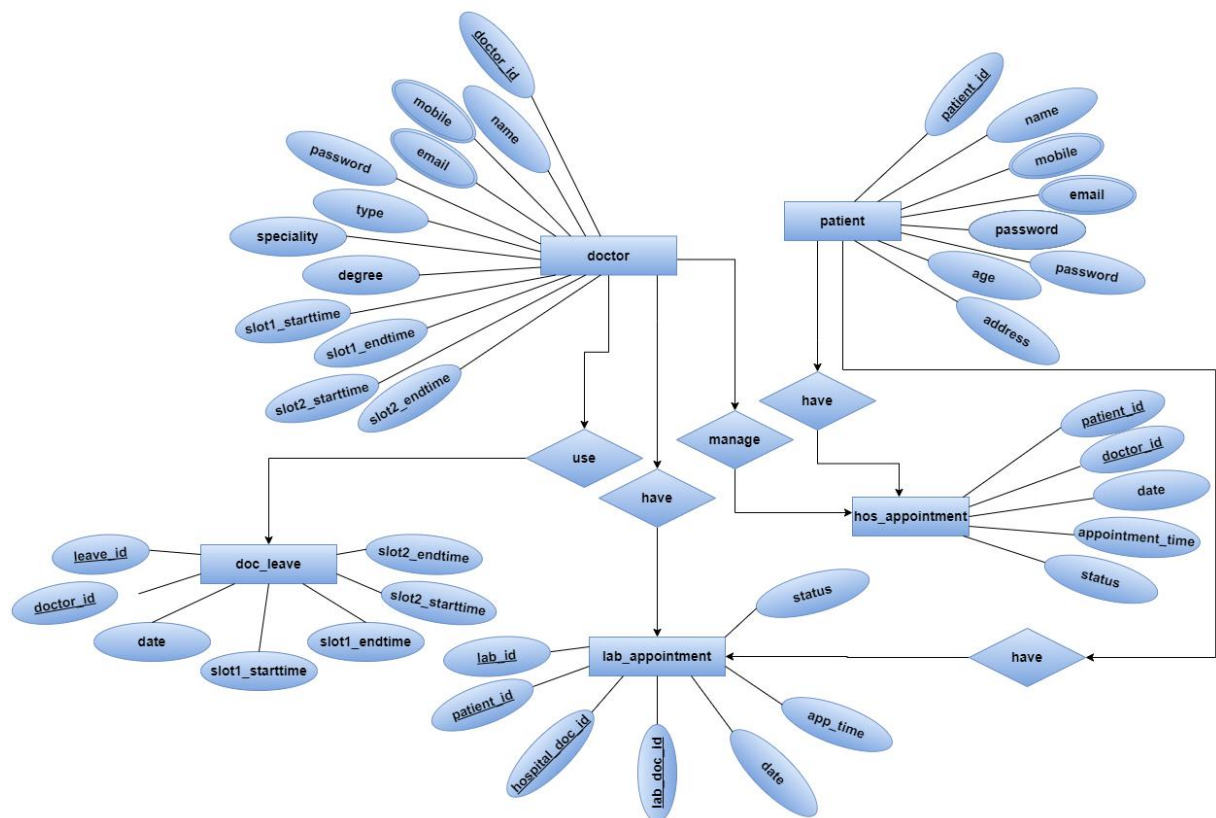 doctor_id
mobile
name
email
password
type
speciality
degree
slot1_starttime
slot1_endtime
slot2_starttime
slot2_endtime
doctor
patient_id
name
mobile
email
password
password
age
address
patient
use
have
manage
have
hos_appointment
patient_id
doctor_id
date
appointment_time
status
doc_leave
leave_id
doctor_id
date
slot1_starttime
slot1_endtime
slot2_starttime
slot2_endtime
lab_appointment
status
lab_id
patient_id
hospital_doc_id
lab_doc_id
date
app_time
have